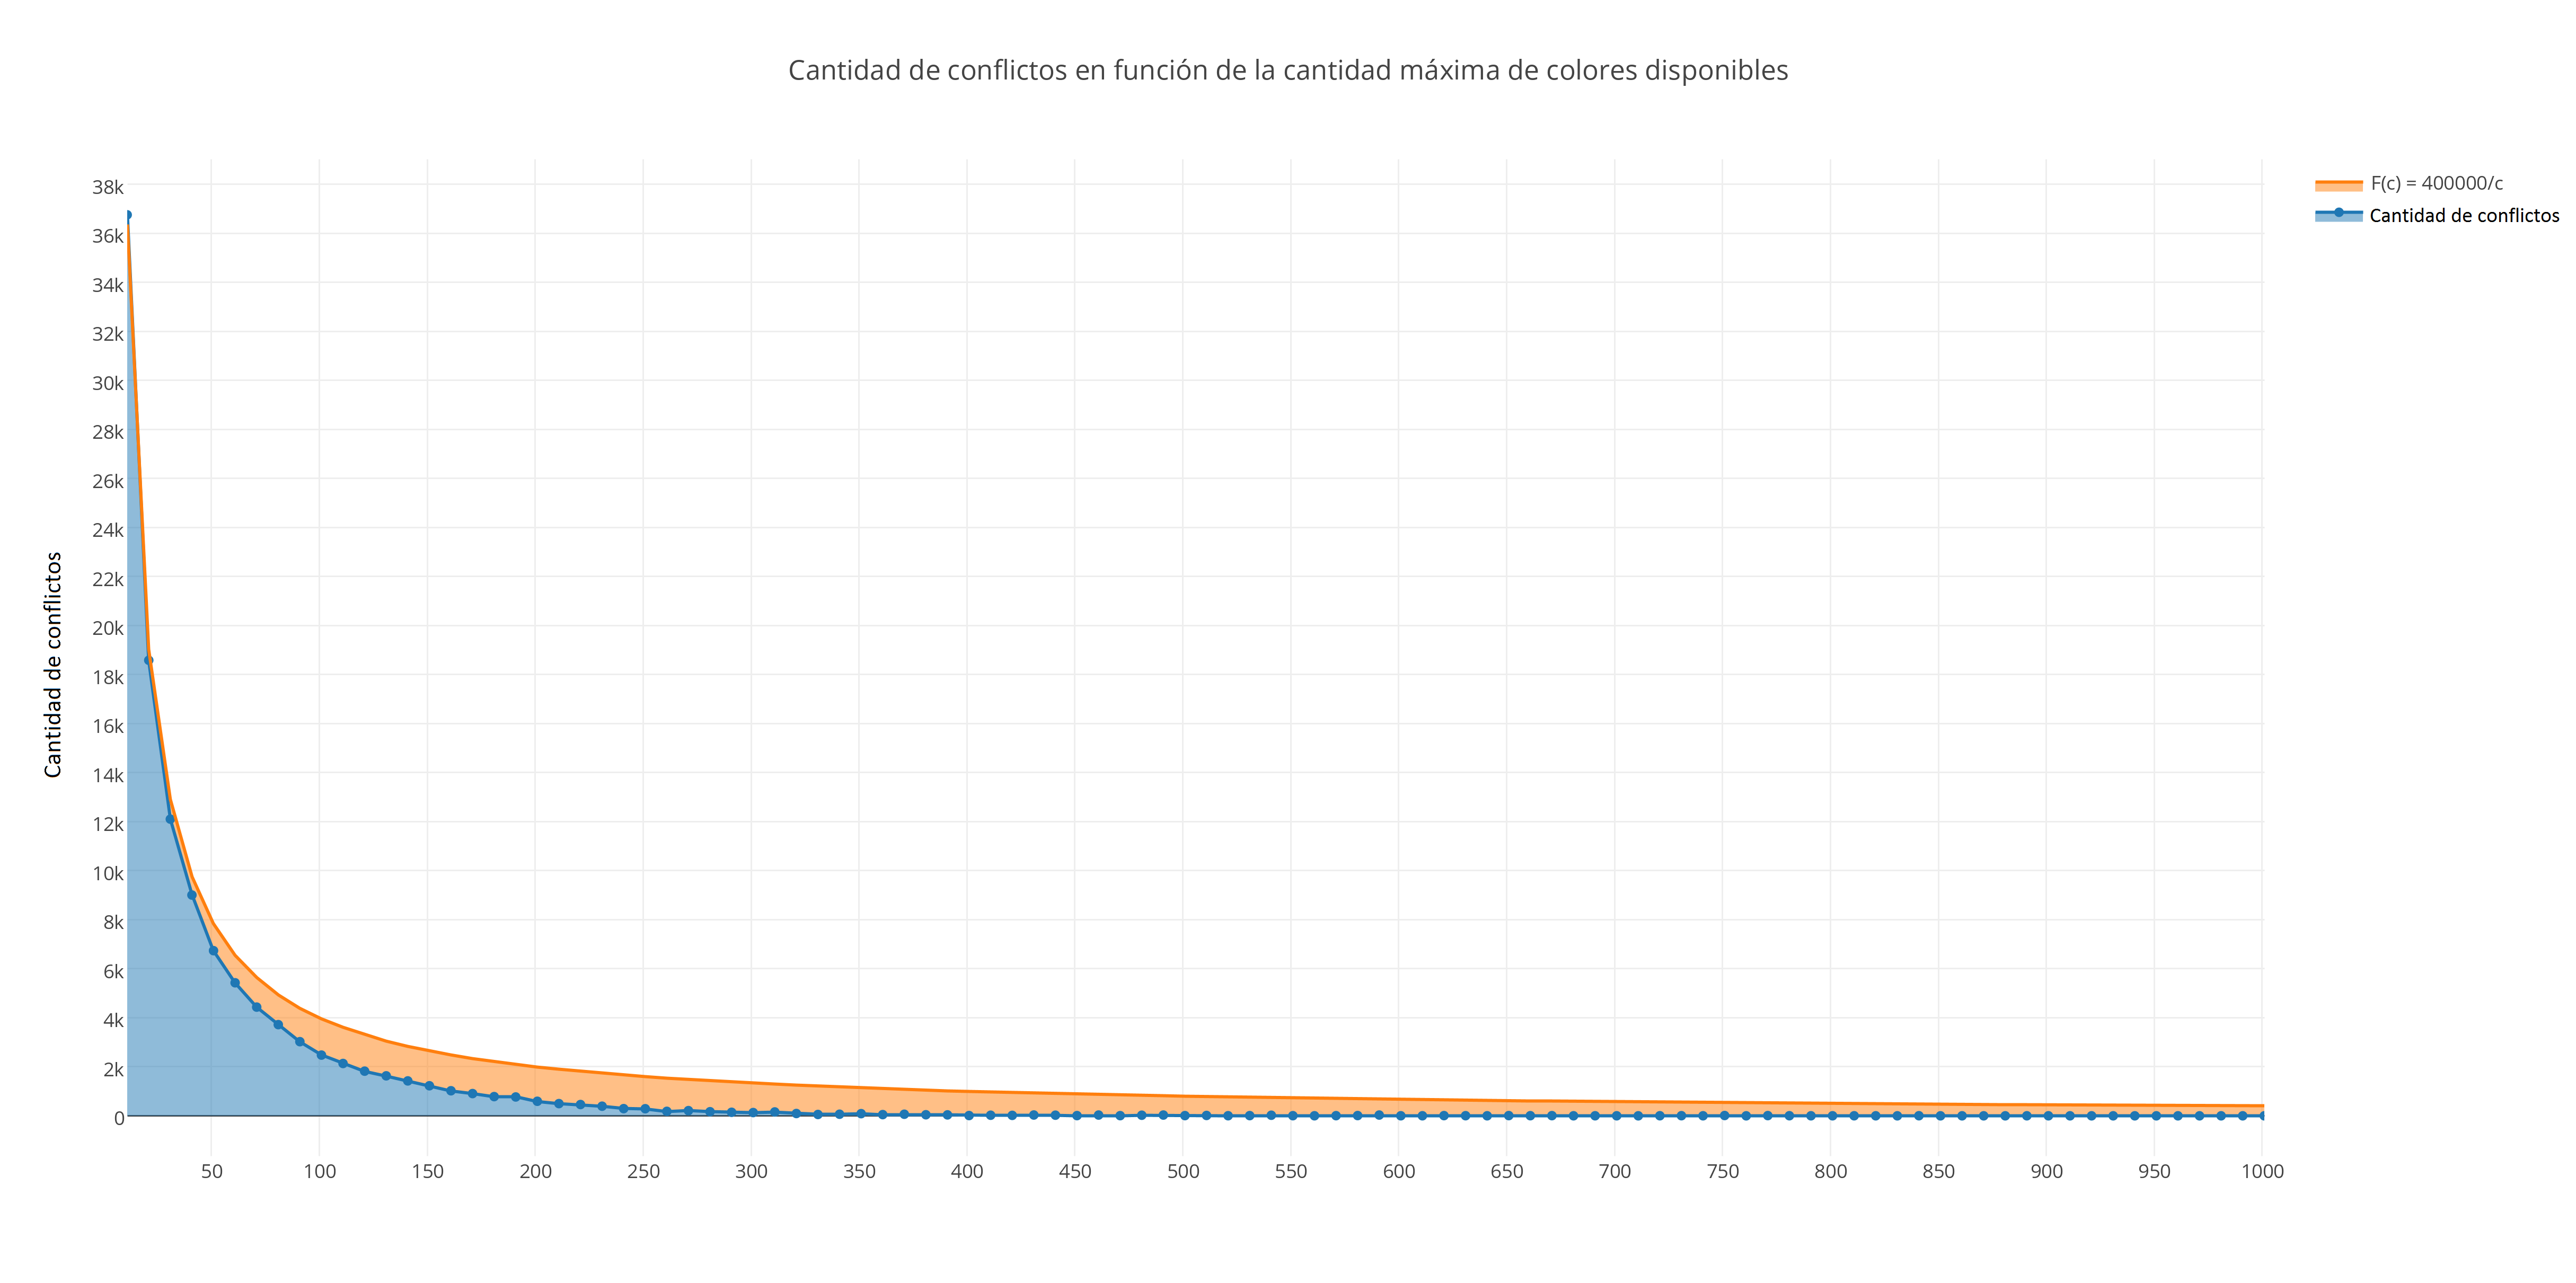 Cantidad de conflictos en función de la cantidad máxima de colores disponibles
F(c) = 400000/c
Cantidad de conflictos
Cantidad de conflictos
38k
36k
34k
32k
30k
28k
26k
24k
22k
20k
18k
16k
14k
12k
10k
8k
6k
4k
2k
0
50 100 150 200 250 300 350 400 450 500 550 600 650 700 750 800 850 900 950 1000